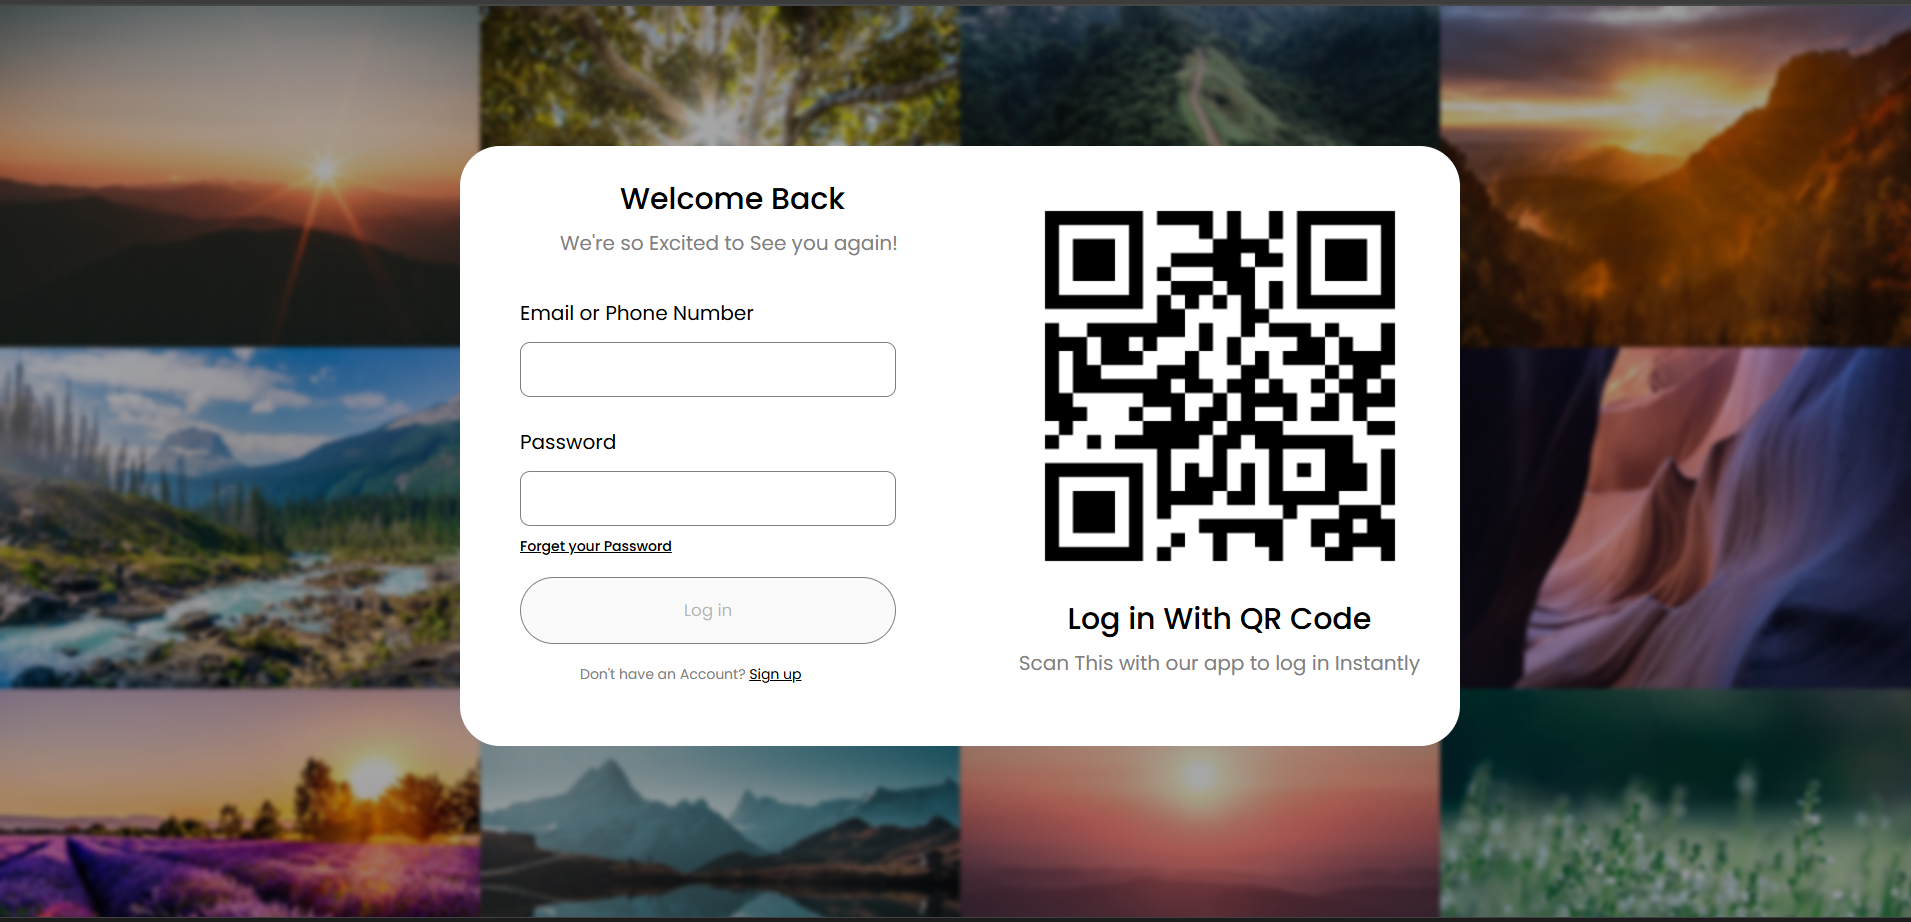 Welcome Back
We're so Excited to See you again!
Email or Phone Number
Password
Forget your Password
Log in
Don't have an Account? Sign up
Log in With QR Code
Scan This with our app to log in Instantly